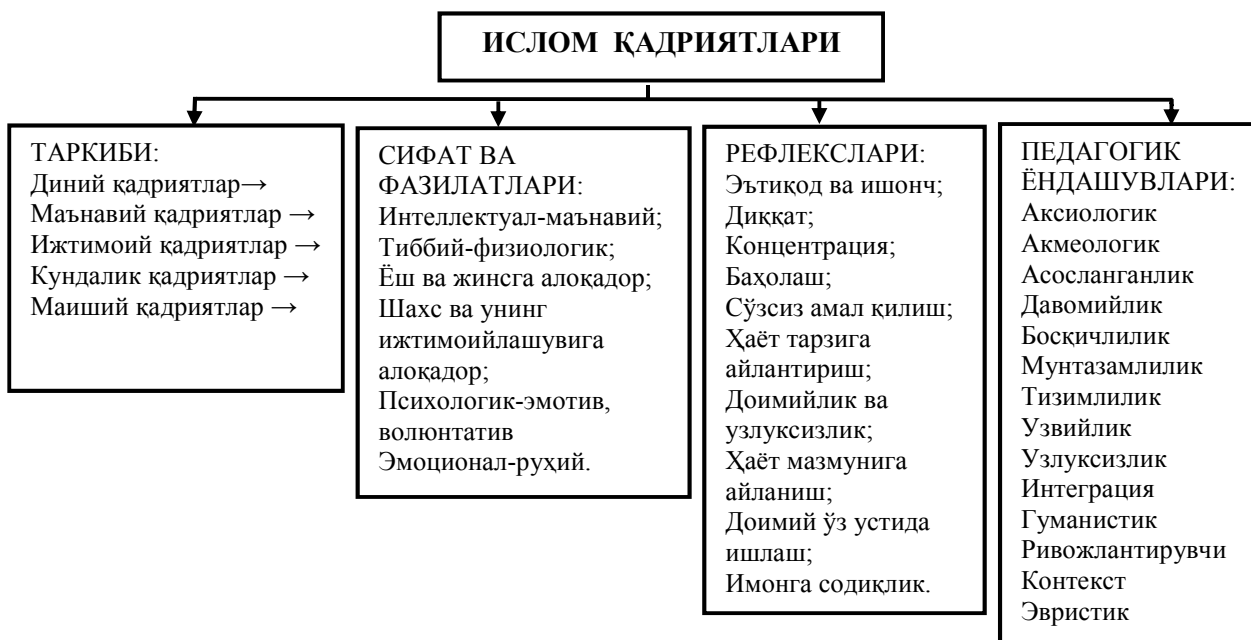 ИСЛОМ ҚАДРИЯТЛАРИ
ТАРКИБИ:
Диний қадриятлар→
Маънавий қадриятлар →
Ижтимоий қадриятлар →
Кундалик қадриятлар →
Маиший қадриятлар →
СИФАТ ВА
ФАЗИЛАТЛАРИ:
Интеллектуал-маънавий;
Тиббий-физиологик;
Ёш ва жинсга алоқадор;
Шахс ва унинг
ижтимоийлашувига
алоқадор;
Психологик-эмотив,
волюнтатив
Эмоционал-руҳий.
РЕФЛЕКСЛАРИ:
Эътиқод ва ишонч;
Диққат;
Концентрация;
Баҳолаш;
Сўзсиз амал қилиш;
Ҳаёт тарзига
айлантириш;
Доимийлик ва
узлуксизлик;
Ҳаёт мазмунига
айланиш;
Доимий ўз устида
ишлаш;
Имонга содиқлик.
ПЕДАГОГИК
ЁНДАШУВЛАРИ:
Аксиологик
Акмеологик
Асосланганлик
Давомийлик
Босқичлилик
Мунтазамлилик
Тизимлилик
Узвийлик
Узлуксизлик
Интеграция
Гуманистик
Ривожлантирувчи
Контекст
Эвристик